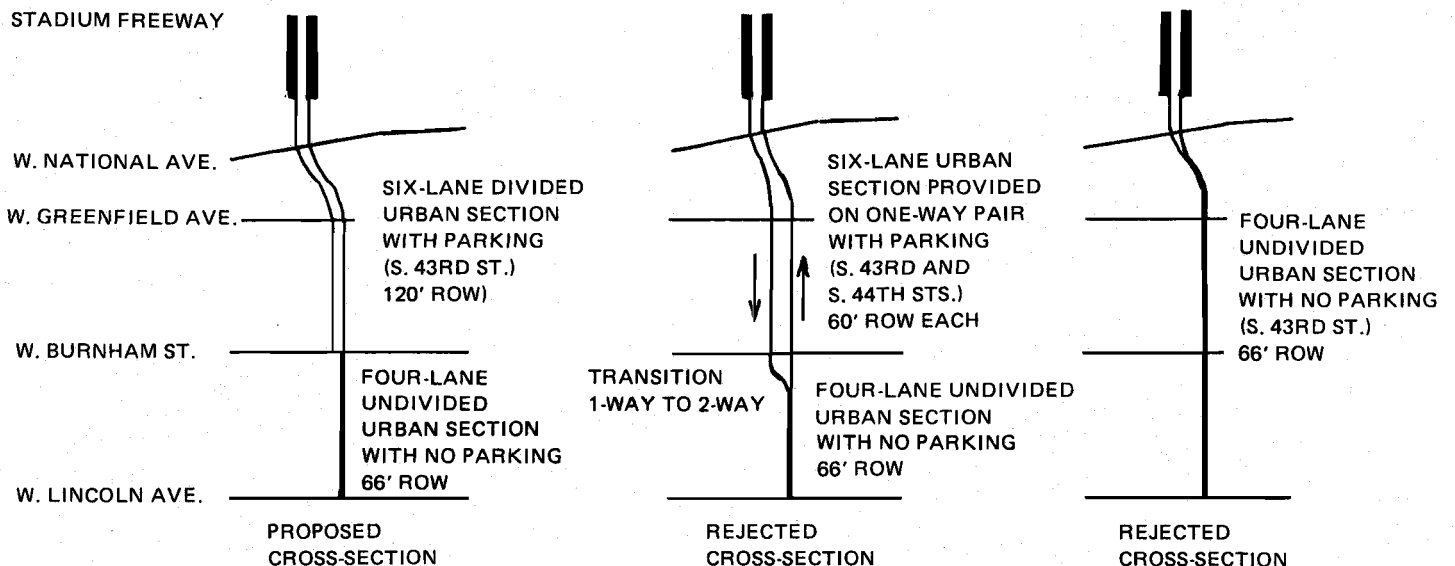 STADIUM FREEWAY
W. NATIONAL AVE.
W. GREENFIELD AVE.
W. BURNHAM ST.
W. LINCOLN AVE.
SIX-LANE DIVIDED
URBAN SECTION
WITH PARKING
(S. 43RD ST.)
120' ROW)
FOUR-LANE
UNDIVIDED
URBAN SECTION
WITH NO PARKING
66' ROW
PROPOSED
CROSS-SECTION
SIX-LANE URBAN
SECTION PROVIDED
ON ONE-WAY PAIR
WITH PARKING
(S. 43RD AND
S. 44TH STS.)
60' ROW EACH
TRANSITION
1-WAY TO 2-WAY
FOUR-LANE UNDIVIDED
URBAN SECTION
WITH NO PARKING
66' ROW
REJECTED
CROSS-SECTION
FOUR-LANE
UNDIVIDED
URBAN SECTION
WITH NO PARKING
(S. 43RD ST.)
66' ROW
REJECTED
CROSS-SECTION